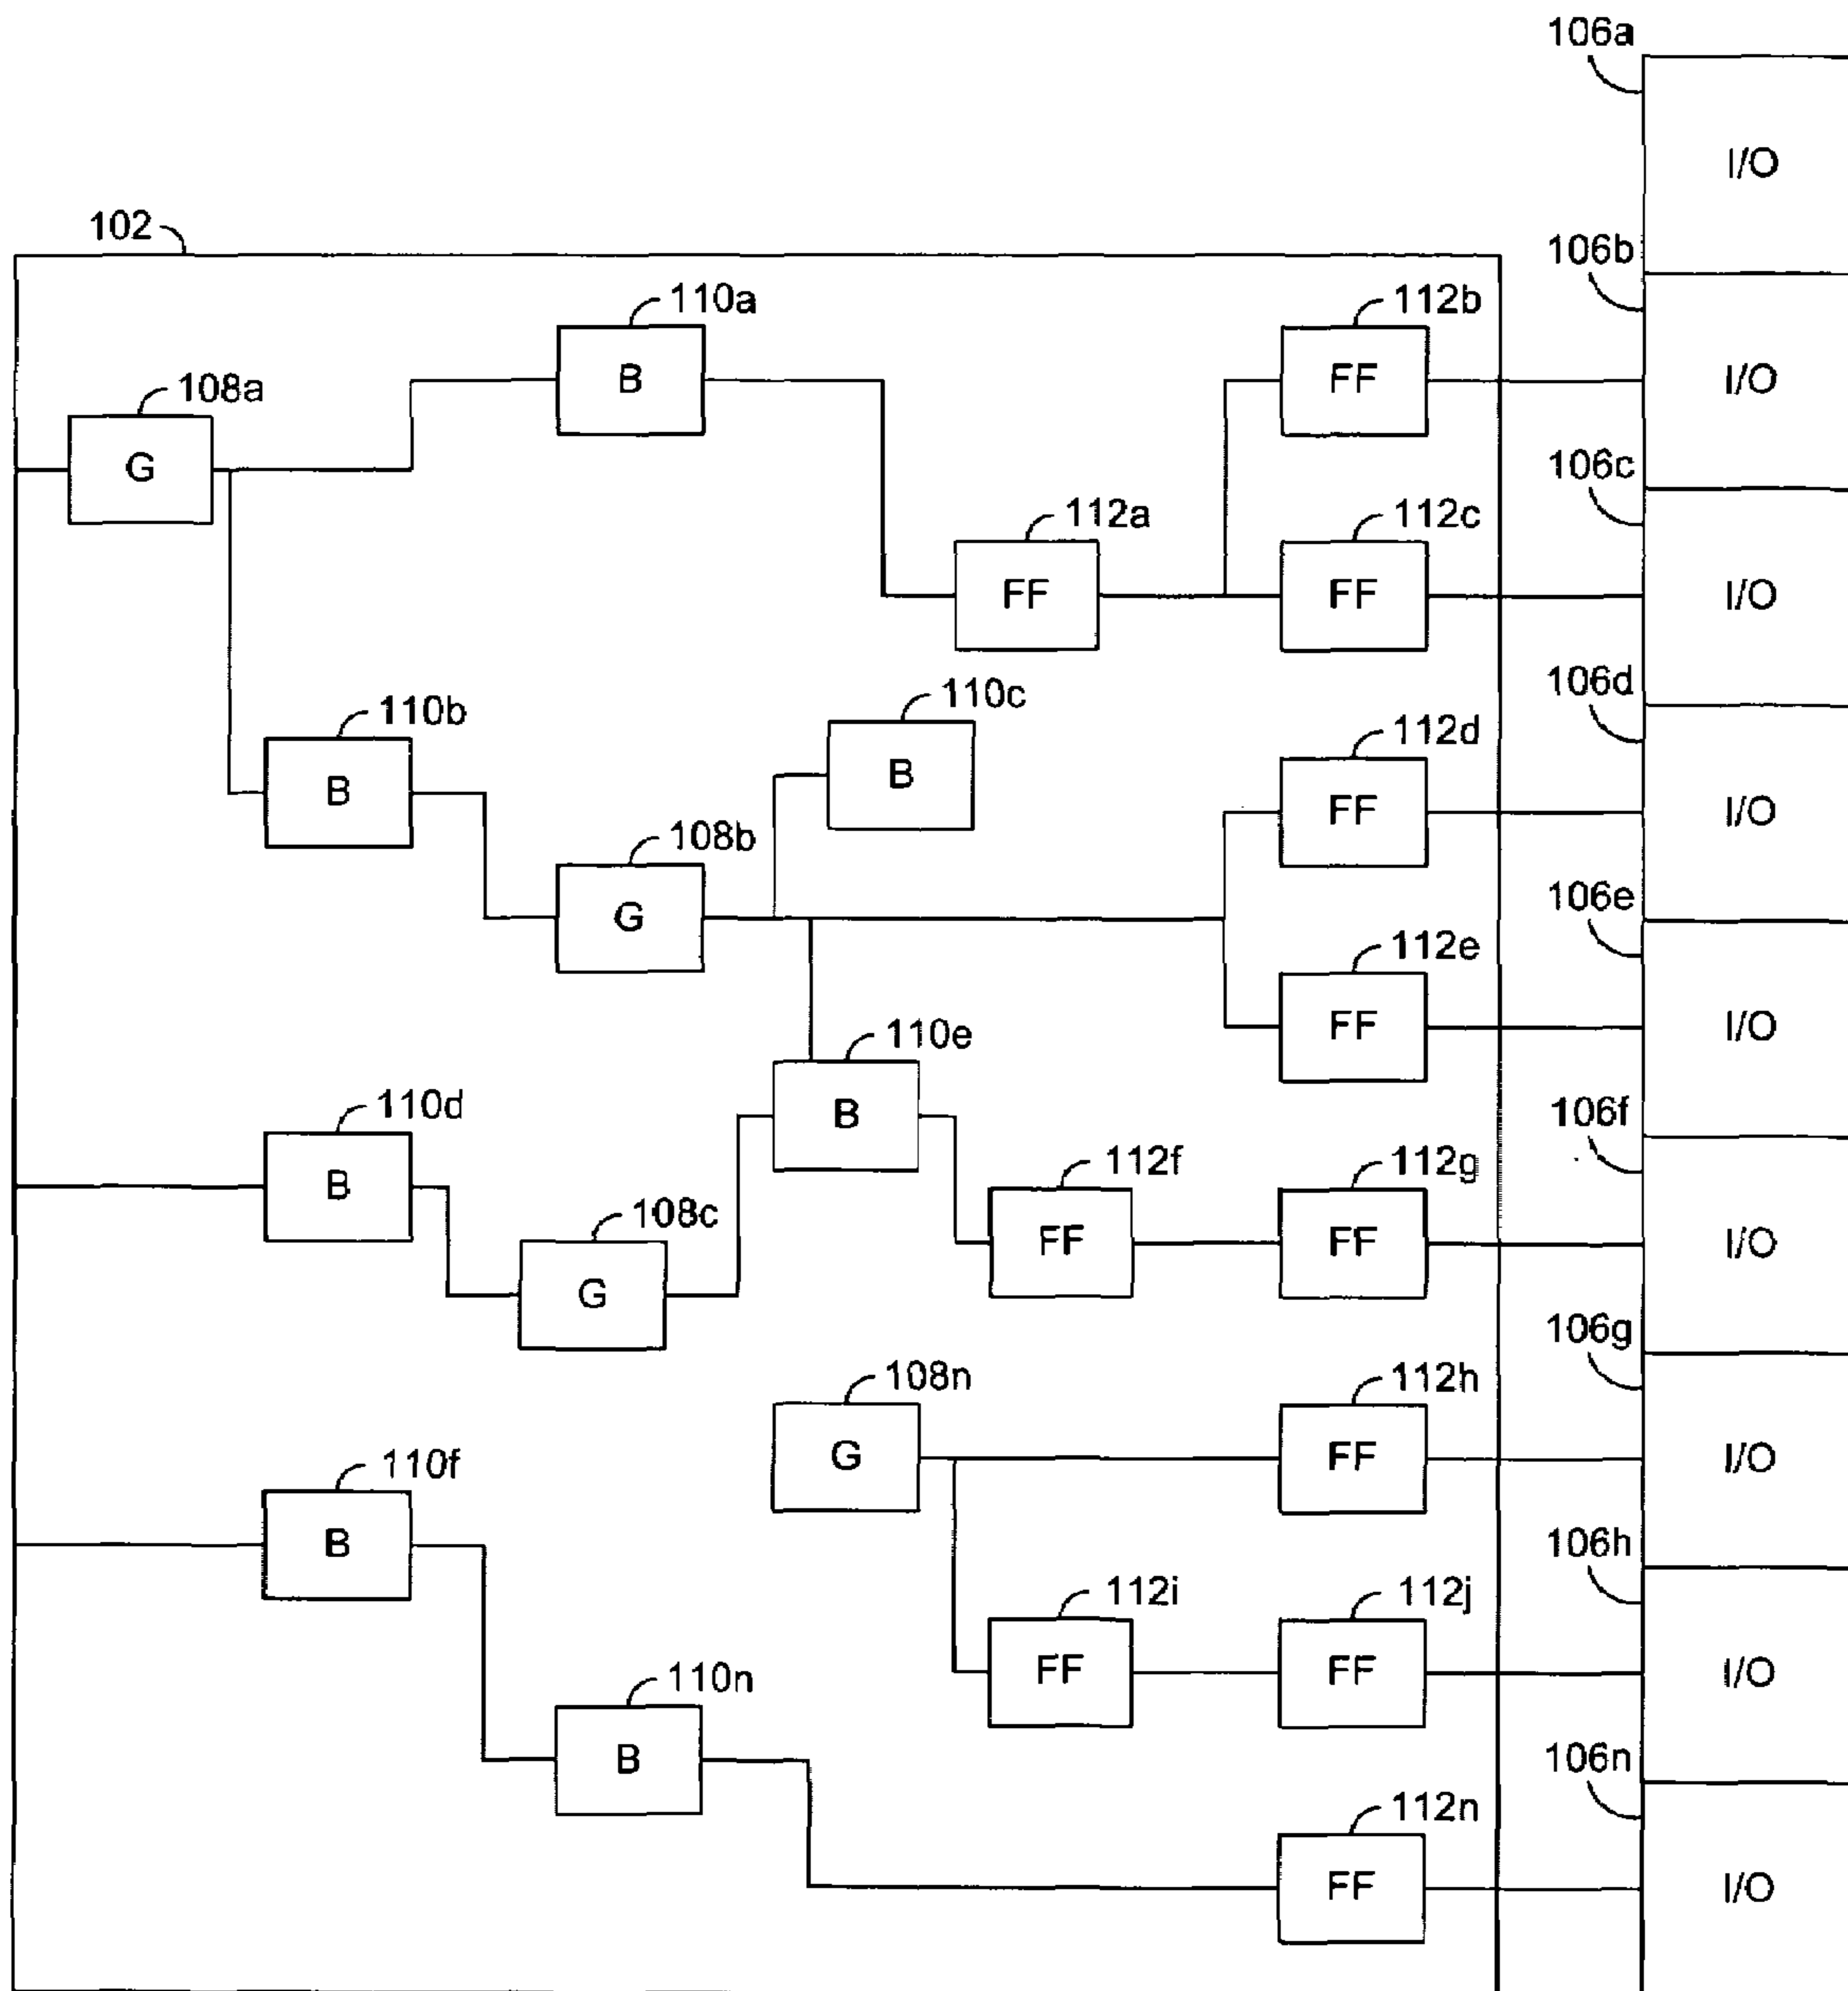 106a
I/O
102
106b
110a
112b
B
FF
I/O
108a
G
106c
112a
112c
FF
FF
I/O
106d
110b
110c
112d
B
B
FF
I/O
108b
G
106e
112e
FF
I/O
110e
B
110d
106f
B
112f
112g
108c
FF
FF
I/O
G
106g
108n
112h
G
FF
I/O
110f
B
106h
112i
112j
FF
FF
I/O
110n
B
106n
112n
FF
I/O